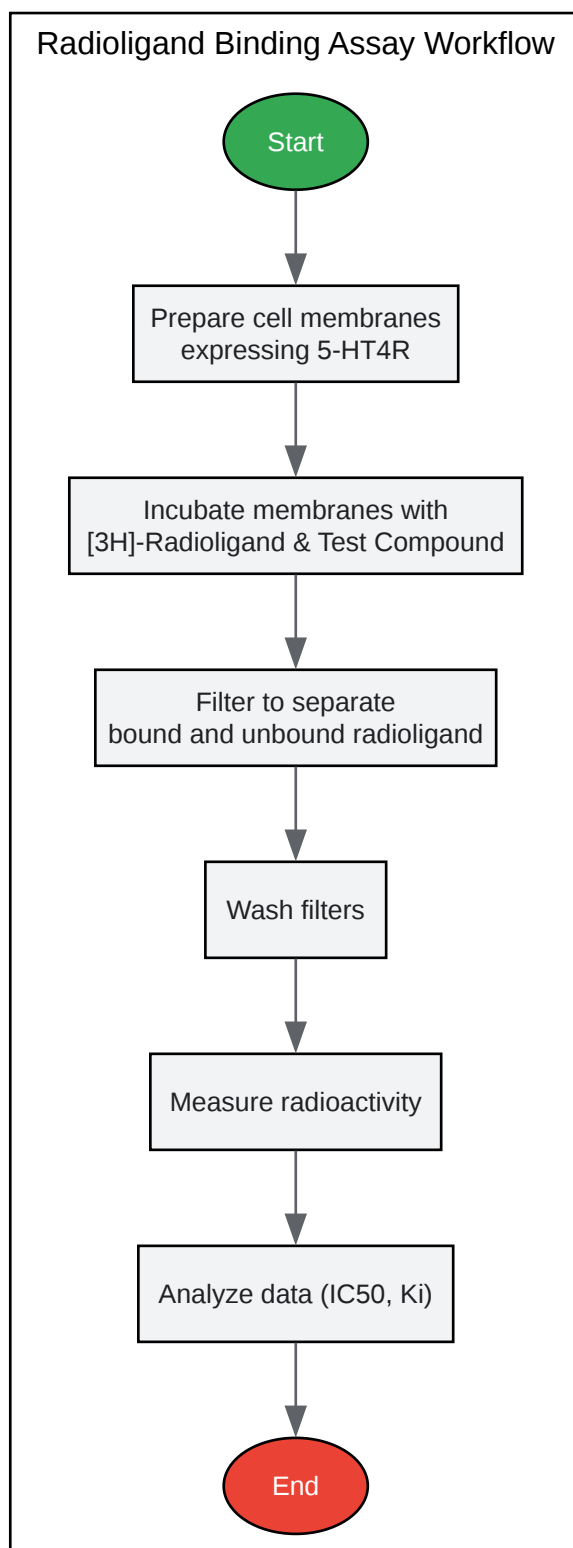 Radioligand Binding Assay Workflow
Start
Prepare cell membranes
expressing 5-HT4R
Incubate membranes with
[3H]-Radioligand & Test Compound
Filter to separate
bound and unbound radioligand
Wash filters
Measure radioactivity
Analyze data (IC50, Ki)
End